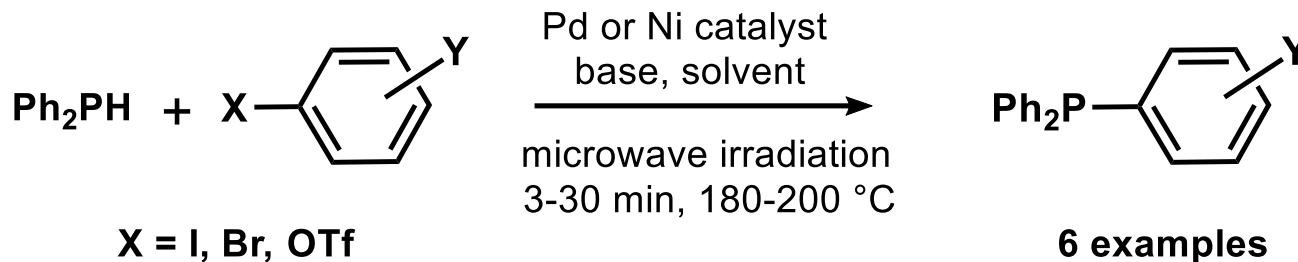 Pd or Ni catalyst
base, solvent
Ph₂PH + X Y
Ph₂P Y
microwave irradiation
3-30 min, 180-200 °C
X = I, Br, OTf
6 examples